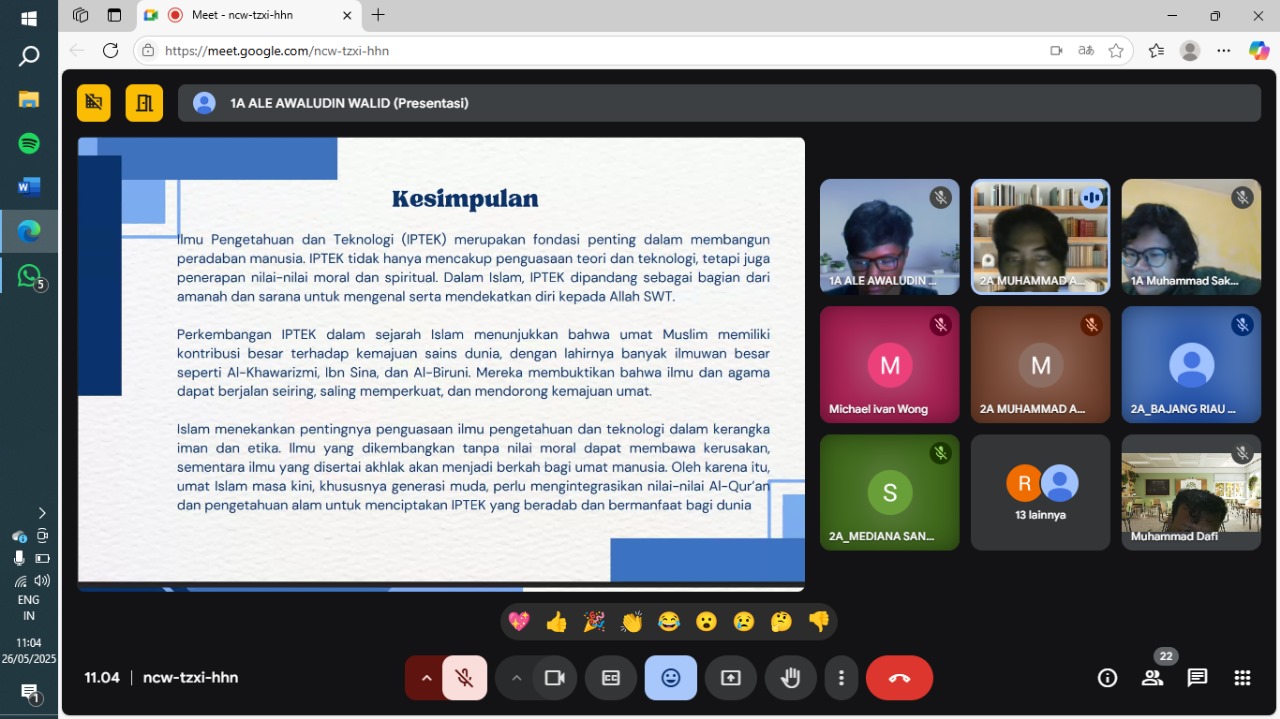 Meet - ncw-tzxi-hhn
https://meet.google.com/ncw-tzxi-hhn
1A ALE AWALUDIN WALID (Presentasi)
Kesimpulan
Ilmu Pengetahuan dan Teknologi (IPTEK) merupakan fondasi penting dalam membangun
peradaban manusia. IPTEK tidak hanya mencakup penguasaan teori dan teknologi, tetapi juga
penerapan nilai-nilai moral dan spiritual. Dalam Islam, IPTEK dipandang sebagai bagian dari
amanah dan sarana untuk mengenal serta mendekatkan diri kepada Allah SWT.
Perkembangan IPTEK dalam sejarah Islam menunjukkan bahwa umat Muslim memiliki
kontribusi besar terhadap kemajuan sains dunia, dengan lahirnya banyak ilmuwan besar
seperti Al-Khawarizmi, Ibn Sina, dan Al-Biruni. Mereka membuktikan bahwa ilmu dan agama
dapat berjalan seiring, saling memperkuat, dan mendorong kemajuan umat.
Islam menekankan pentingnya penguasaan ilmu pengetahuan dan teknologi dalam kerangka
iman dan etika. Ilmu yang dikembangkan tanpa nilai moral dapat membawa kerusakan,
sementara ilmu yang disertai akhlak akan menjadi berkah bagi umat manusia. Oleh karena itu,
umat Islam masa kini, khususnya generasi muda, perlu mengintegrasikan nilai-nilai Al-Qur'an
dan pengetahuan alam untuk menciptakan IPTEK yang beradab dan bermanfaat bagi dunia
1A ALE AWALUDIN ...
2A MUHAMMAD A...
1A Muhammad Sak...
M
Michael ivan Wong
M
2A MUHAMMAD A...
2A_BAJANG RIAU ...
S
2A_MEDIANA SAN...
R
13 lainnya
Muhammad Dafi
11.04 | ncw-tzxi-hhn
CC
22
W
5
ENG
IN
11:04
26/05/2025
1
aあ